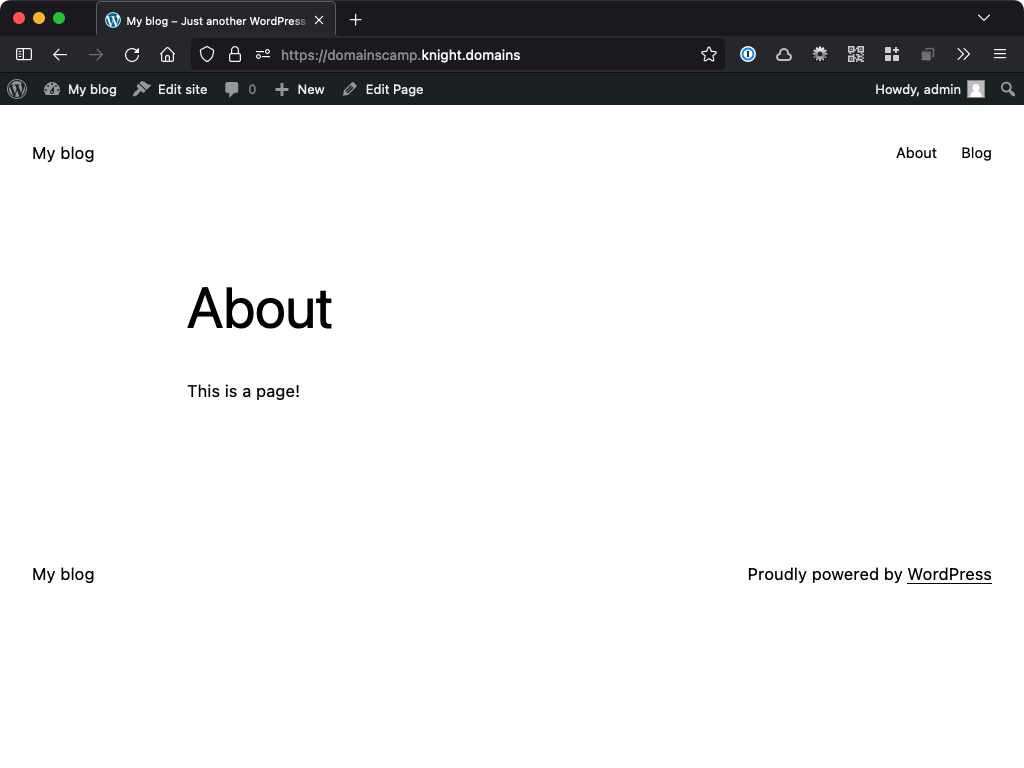 My blog – Just another WordPress
https://domainscamp.knight.domains
My blog Edit site 0 New Edit Page Howdy, admin
My blog About Blog
About
This is a page!
My blog Proudly powered by WordPress